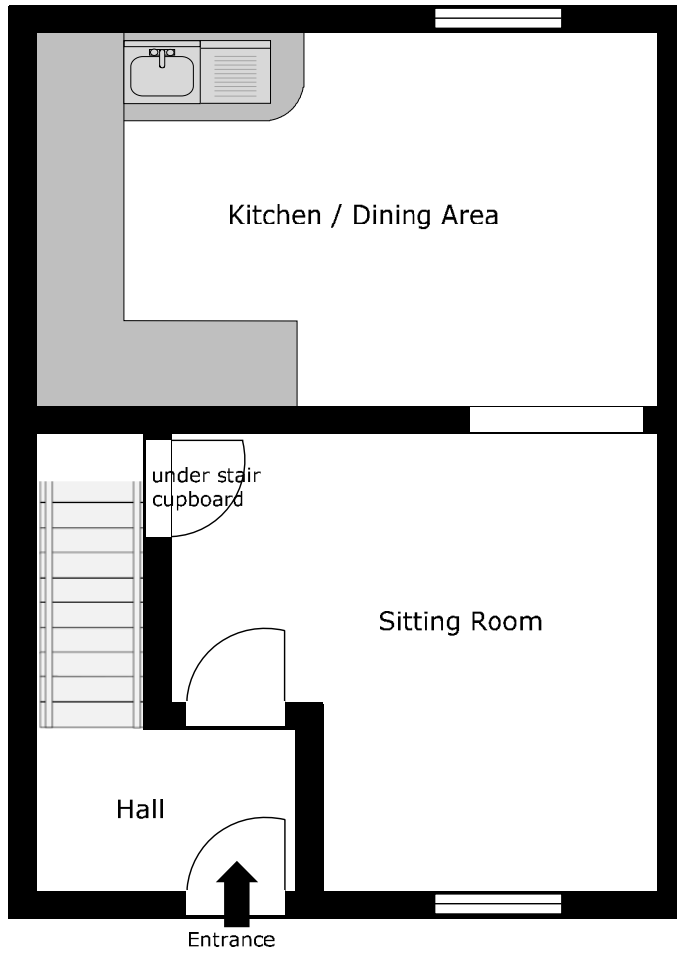 Kitchen / Dining Area
under stair
cupboard
Sitting Room
Hall
Entrance